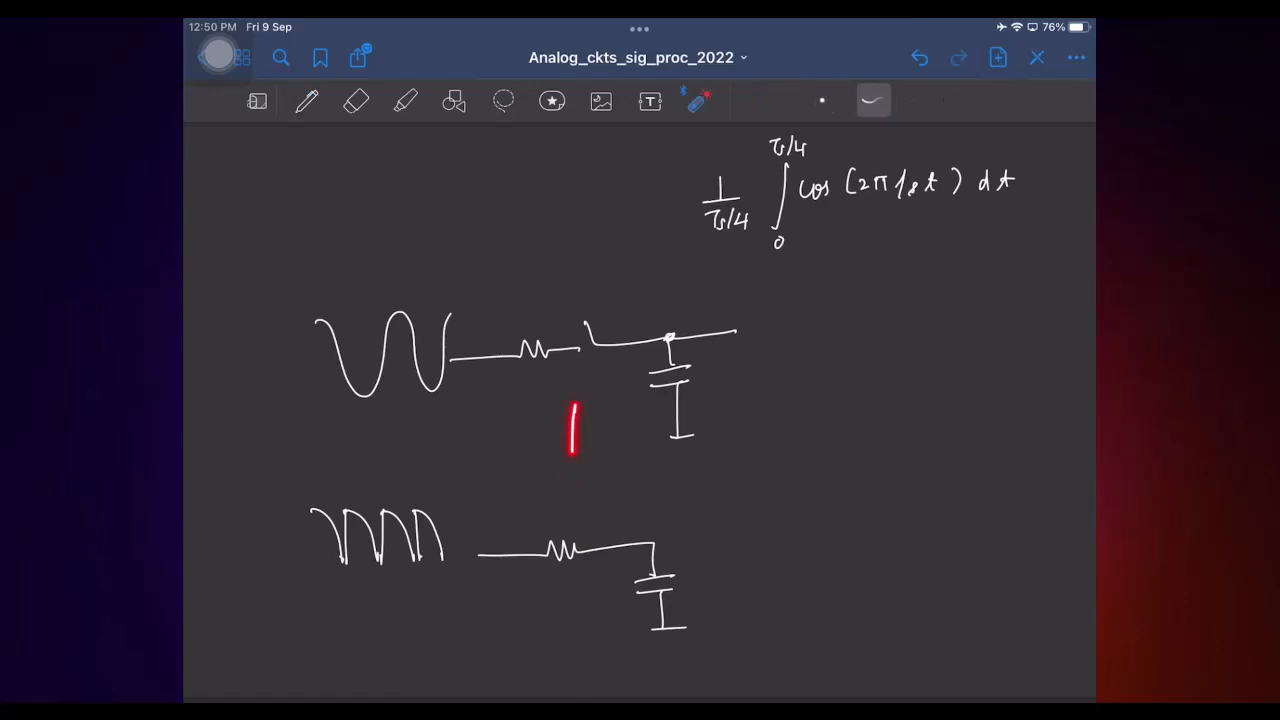 12:50 PM Fri 9 Sep
76%
Analog_ckts_sig_proc_2022
T
Ts/4
1 ∫ cos (2π fs t) dt
Ts/4
0